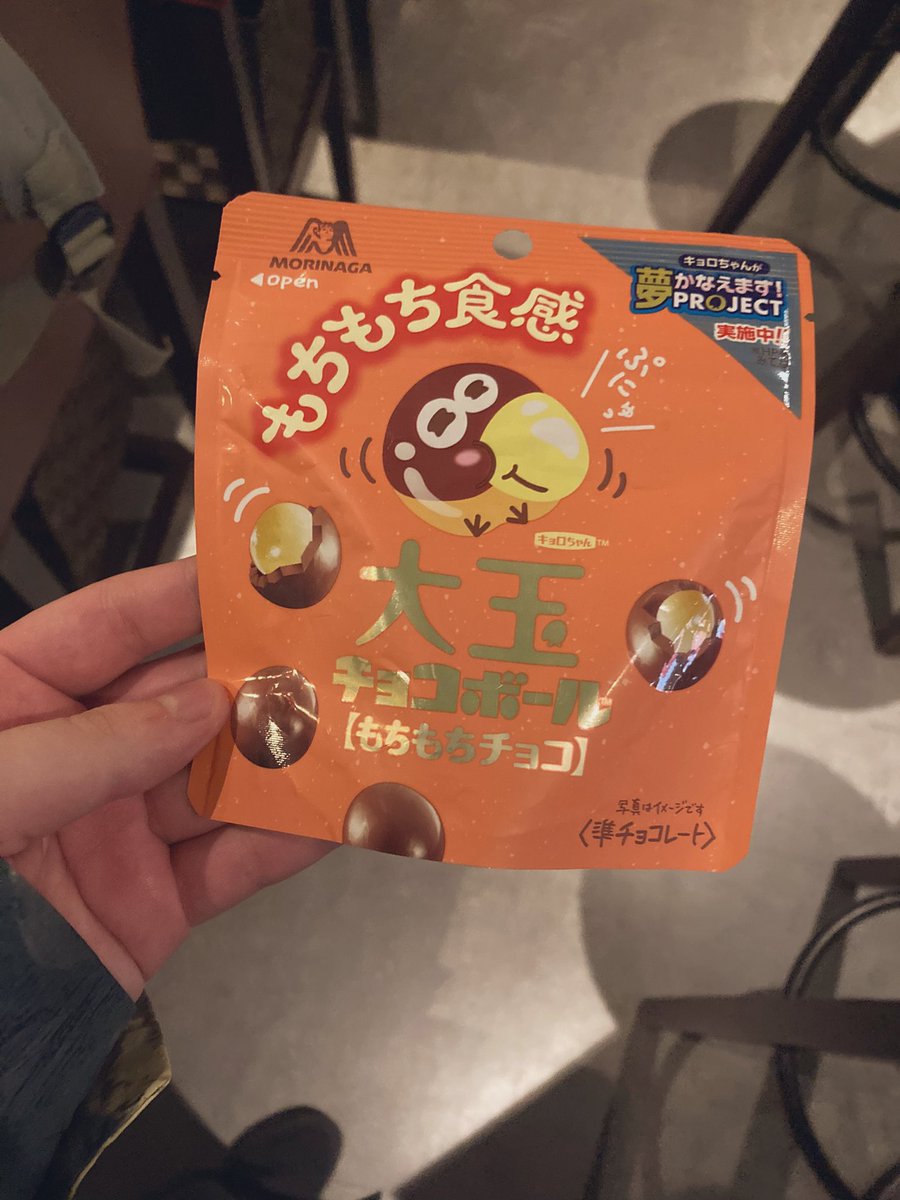 MORINAGA
◀open
キョロちゃんが
夢かなえます!
PROJECT
実施中!
もちもち食感
ぷにっ
キョロちゃん™
大玉
チョコボール
【もちもちチョコ】
写真はイメージです
〈準チョコレート〉